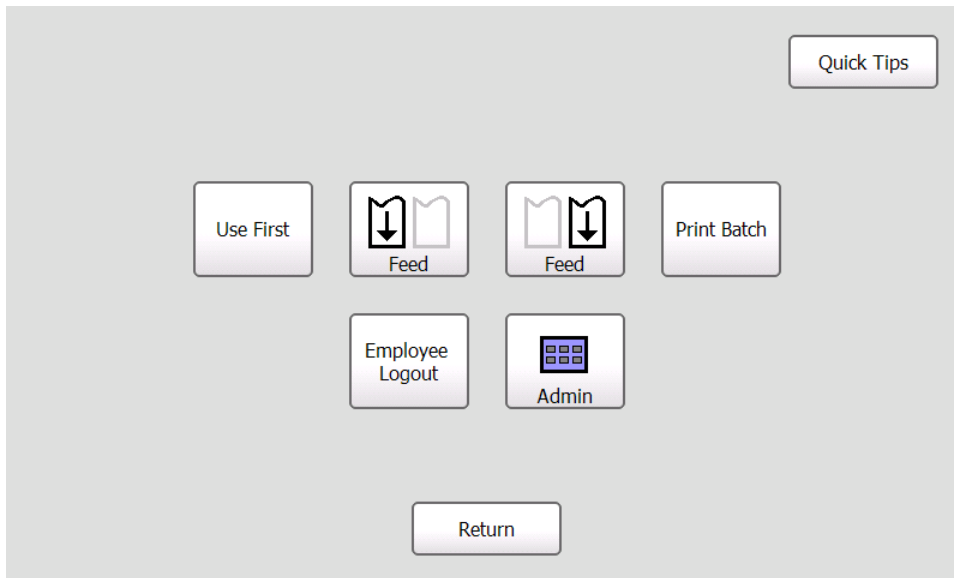 Quick Tips
Use First
Feed
Feed
Print Batch
Employee
Logout
Admin
Return